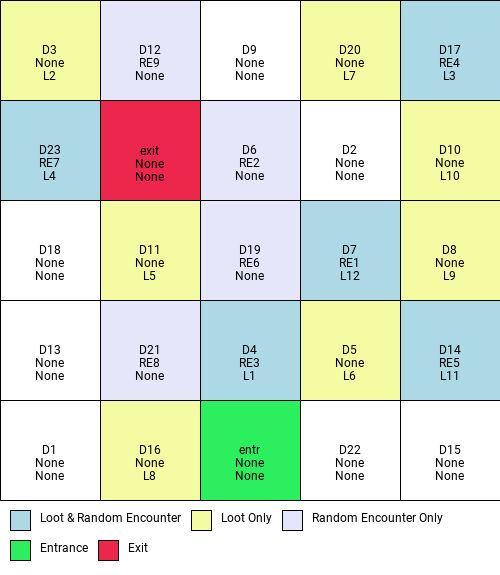 D3
None
L2
D12
RE9
None
D9
None
None
D20
None
L7
D17
RE4
L3
D23
RE7
L4
exit
None
None
D6
RE2
None
D2
None
None
D10
None
L10
D18
None
None
D11
None
L5
D19
RE6
None
D7
RE1
L12
D8
None
L9
D13
None
None
D21
RE8
None
D4
RE3
L1
D5
None
L6
D14
RE5
L11
D1
None
None
D16
None
L8
entr
None
None
D22
None
None
D15
None
None
Loot & Random Encounter
Loot Only
Random Encounter Only
Entrance
Exit